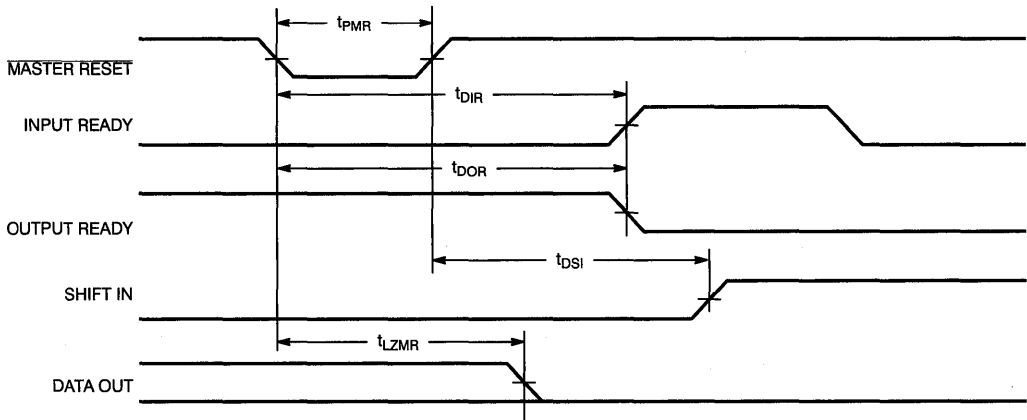 tPMR
MASTER RESET
tDIR
INPUT READY
tDOR
OUTPUT READY
tDSI
SHIFT IN
tLZMR
DATA OUT